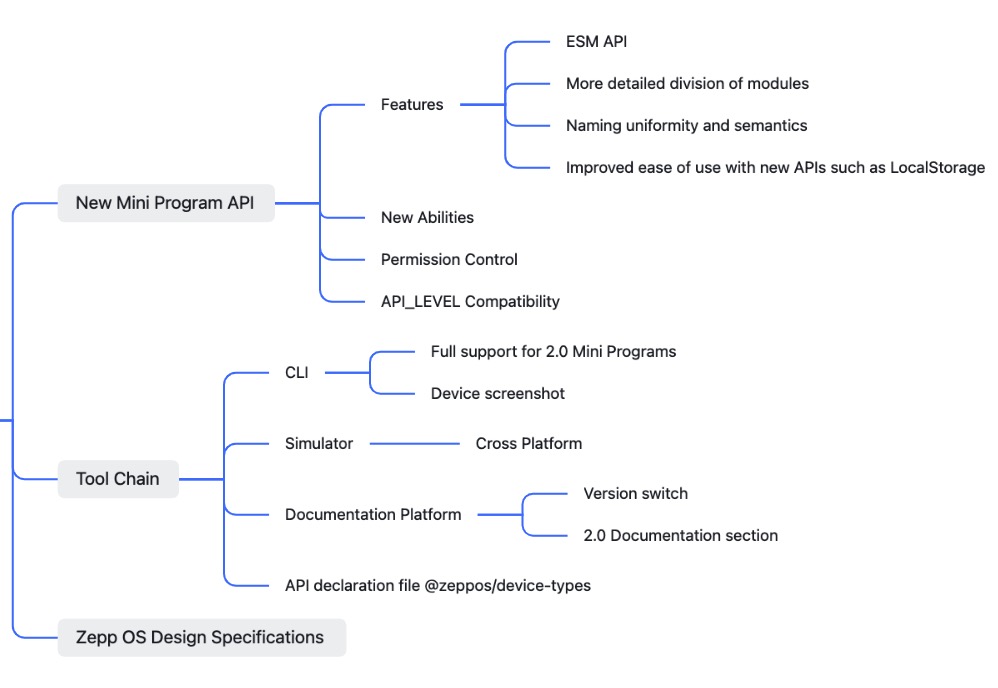 New Mini Program API
Features
ESM API
More detailed division of modules
Naming uniformity and semantics
Improved ease of use with new APIs such as LocalStorage
New Abilities
Permission Control
API_LEVEL Compatibility
Tool Chain
CLI
Full support for 2.0 Mini Programs
Device screenshot
Simulator
Cross Platform
Documentation Platform
Version switch
2.0 Documentation section
API declaration file @zeppos/device-types
Zepp OS Design Specifications